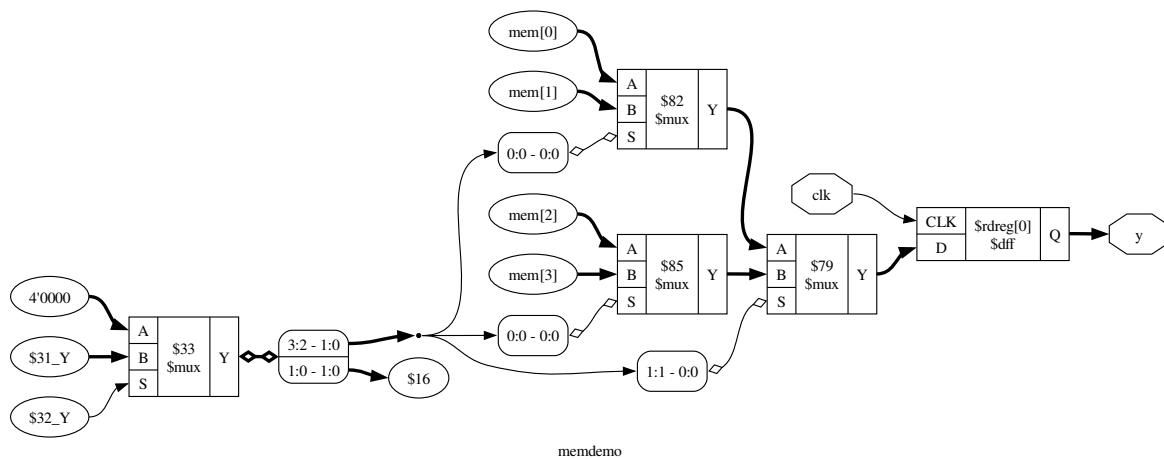 mem[0]
mem[1]
A
B
S
$82
$mux
Y
0:0 - 0:0
mem[2]
mem[3]
A
B
S
$85
$mux
Y
0:0 - 0:0
A
B
S
$79
$mux
Y
1:1 - 0:0
clk
CLK
D
$rdreg[0]
$dff
Q
y
4'0000
$31_Y
$32_Y
A
B
S
$33
$mux
Y
3:2 - 1:0
1:0 - 1:0
$16
memdemo